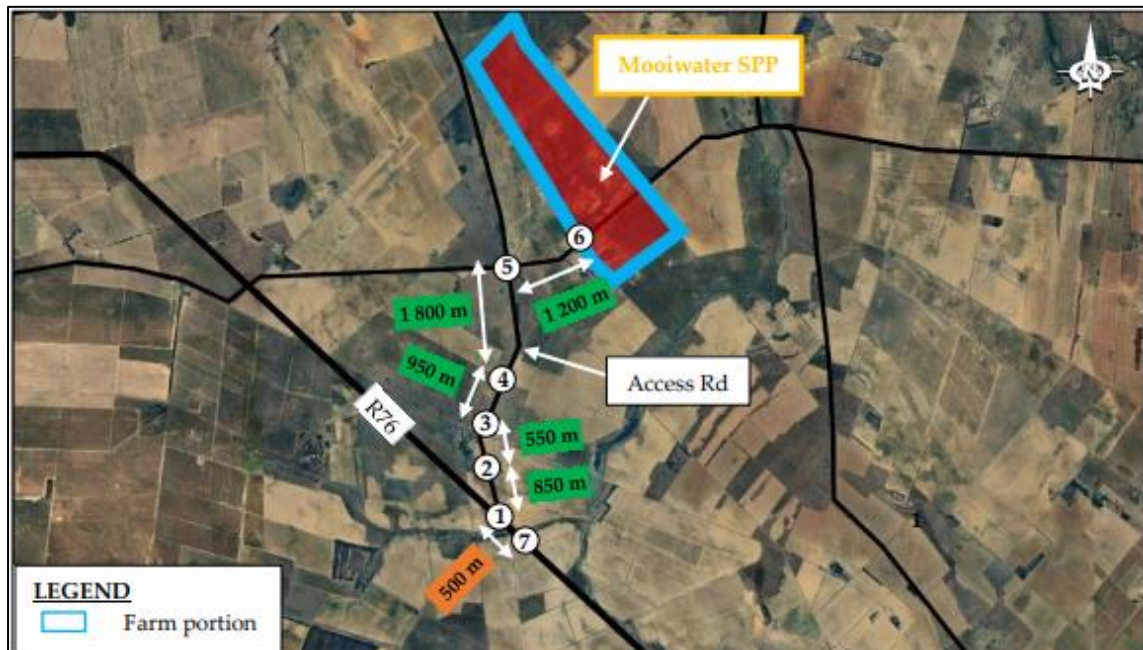 Mooiwater SPP
N
6
5
1 800 m
1 200 m
950 m
4
Access Rd
R76
3
550 m
2
850 m
1
1
7
500 m
LEGEND
Farm portion